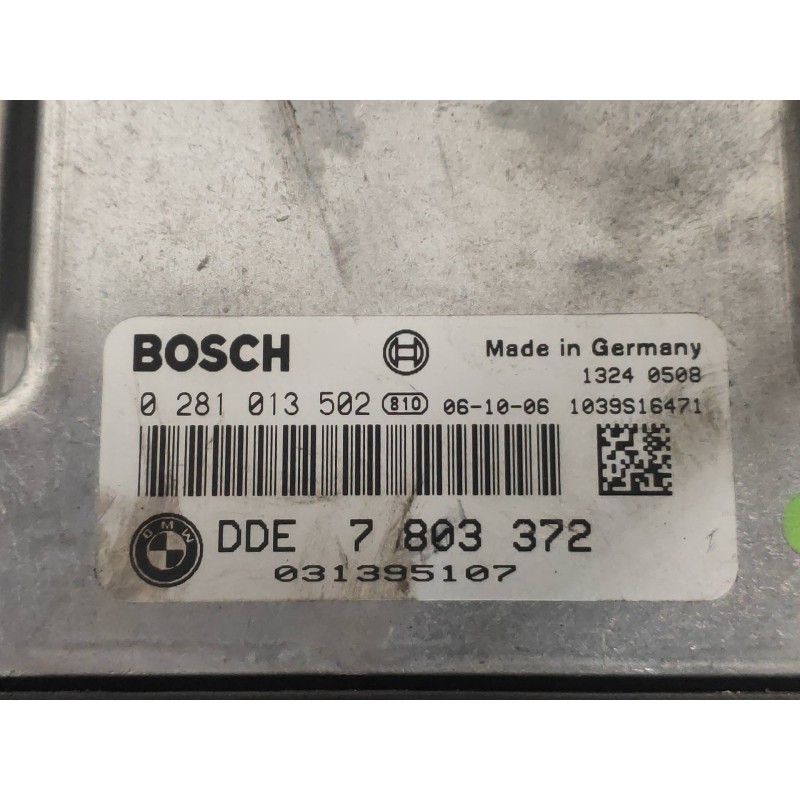 BOSCH Made in Germany
1324 0508
0 281 013 502 810 06-10-06 1039S16471
BMW DDE 7 803 372
031395107